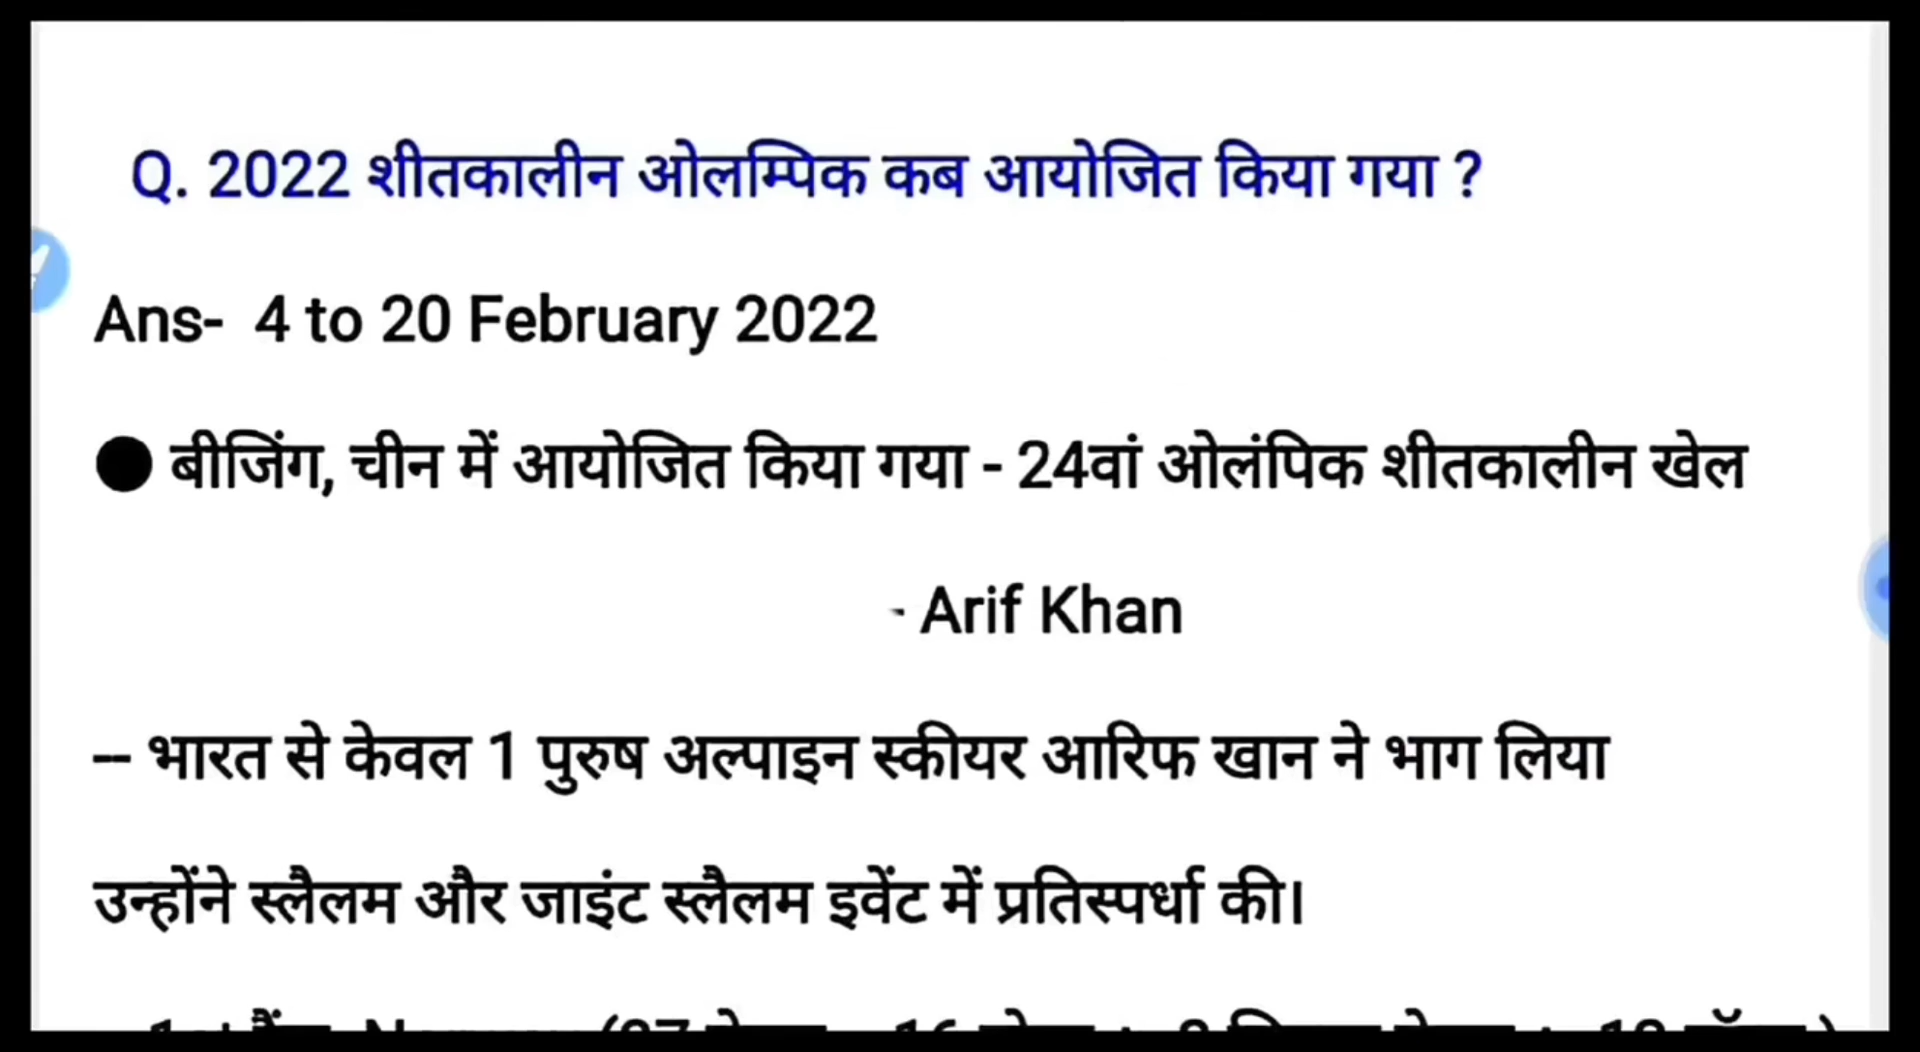 Q. 2022 शीतकालीन ओलम्पिक कब आयोजित किया गया ?
Ans- 4 to 20 February 2022
● बीजिंग, चीन में आयोजित किया गया - 24वां ओलंपिक शीतकालीन खेल
- Arif Khan
-- भारत से केवल 1 पुरुष अल्पाइन स्कीयर आरिफ खान ने भाग लिया
उन्होंने स्लैलम और जाइंट स्लैलम इवेंट में प्रतिस्पर्धा की।